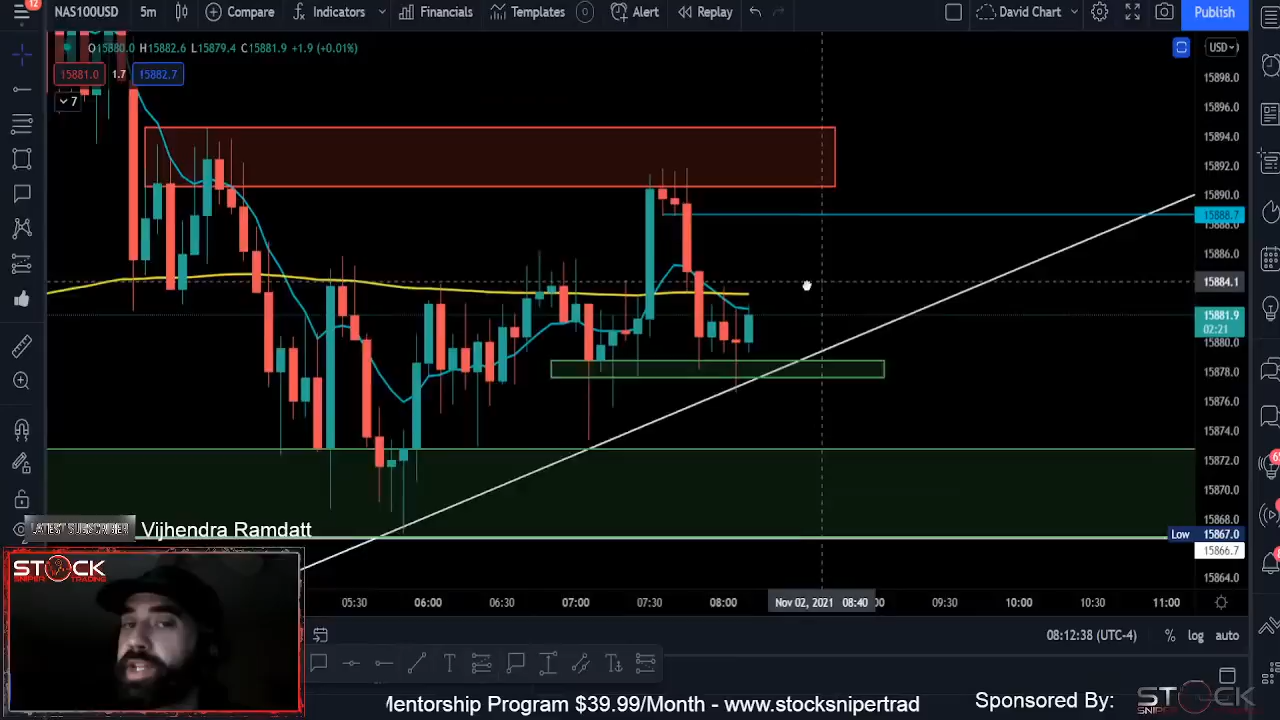 12
NAS100USD 5m Compare Indicators Financials Templates Alert Replay David Chart Publish
O15880.0 H15882.6 L15879.4 C15881.9 +1.9 (+0.01%)
USD
15881.0 1.7 15882.7
7
15898.0
15896.0
15894.0
15892.0
15890.0
15888.7
15888.0
15886.0
15884.1
15881.9
02:21
15880.0
15878.0
15876.0
15874.0
15872.0
15870.0
15868.0
Low 15867.0
15866.7
15864.0
LATEST SUBSCRIBER Vijhendra Ramdatt
STOCK
05:30 06:00 06:30 07:00 07:30 08:00 Nov 02, 2021 08:40 :00 09:30 10:00 10:30 11:00
08:12:38 (UTC-4) % log auto
Mentorship Program $39.99/Month - www.stocksnipertrad
Sponsored By:
STOCK